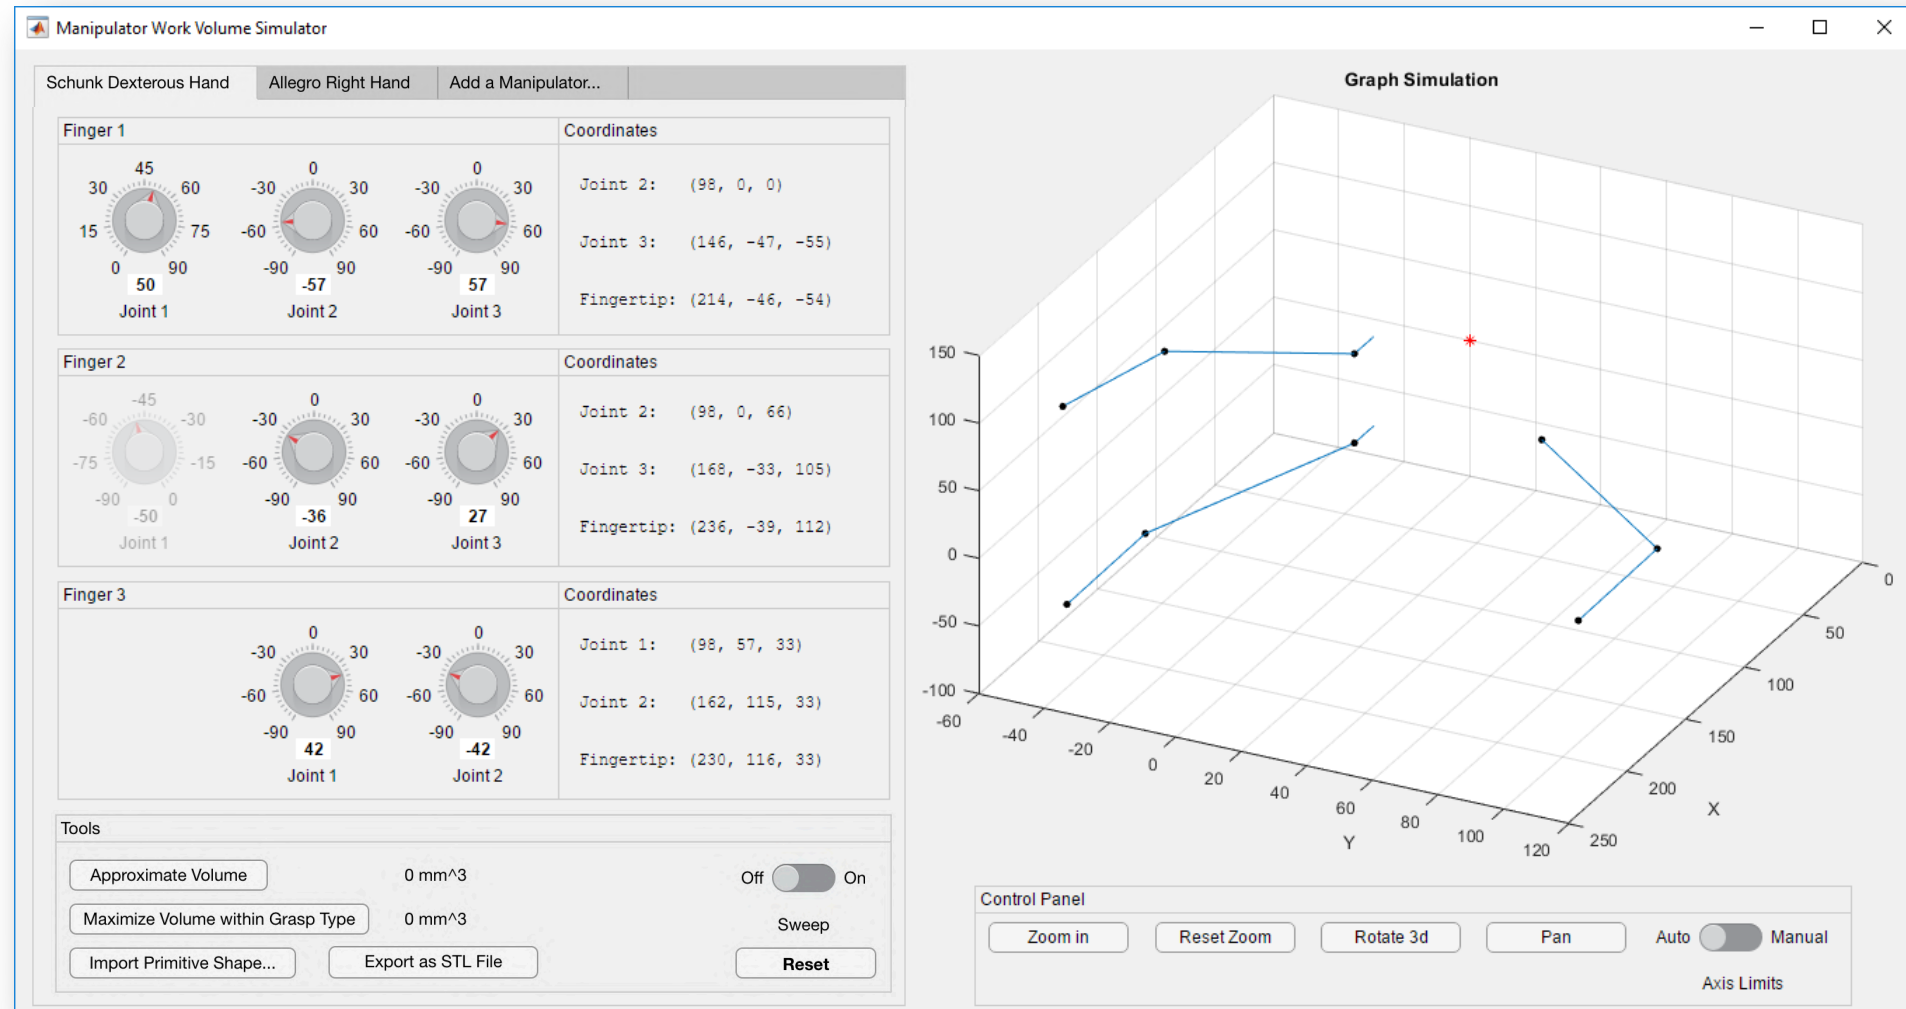 Manipulator Work Volume Simulator
Schunk Dexterous Hand Allegro Right Hand Add a Manipulator...
Finger 1 Coordinates
45
30 60
15 75
0 90
50
Joint 1
0
-30 30
-60 60
-90 90
-57
Joint 2
0
-30 30
-60 60
-90 90
57
Joint 3
Joint 2: (98, 0, 0)
Joint 3: (146, -47, -55)
Fingertip: (214, -46, -54)
Finger 2 Coordinates
-45
-60 -30
-75 -15
-90 0
-50
Joint 1
0
-30 30
-60 60
-90 90
-36
Joint 2
0
-30 30
-60 60
-90 90
27
Joint 3
Joint 2: (98, 0, 66)
Joint 3: (168, -33, 105)
Fingertip: (236, -39, 112)
Finger 3 Coordinates
0
-30 30
-60 60
-90 90
42
Joint 1
0
-30 30
-60 60
-90 90
-42
Joint 2
Joint 1: (98, 57, 33)
Joint 2: (162, 115, 33)
Fingertip: (230, 116, 33)
Tools
Approximate Volume 0 mm^3
Maximize Volume within Grasp Type 0 mm^3
Import Primitive Shape... Export as STL File
Off On
Sweep
Reset
Graph Simulation
150
100
50
0
-50
-100
-60
-40
-20
0
20
40
60
80
100
120
Y
0
50
100
150
200
250
X
Control Panel
Zoom in Reset Zoom Rotate 3d Pan Auto Manual
Axis Limits